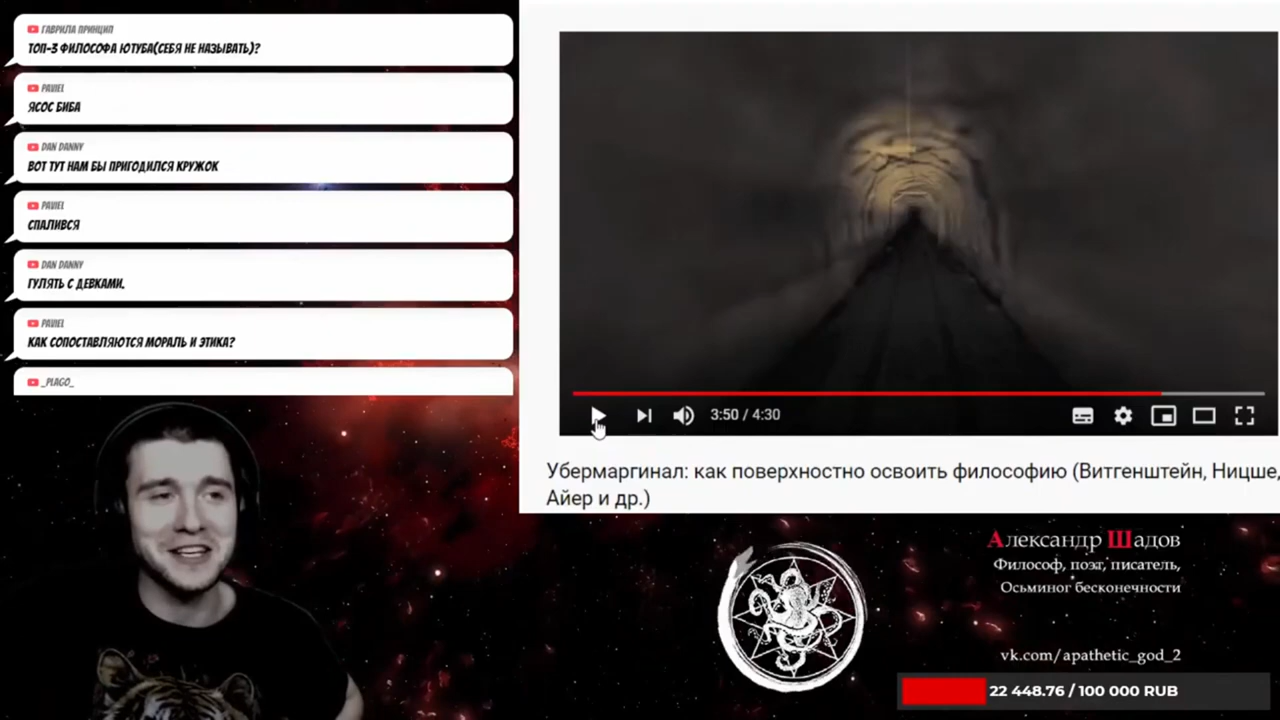 ГАВРИЛА ПРИНЦИП
ТОП-3 ФИЛОСОФА ЮТУБА(СЕБЯ НЕ НАЗЫВАТЬ)?
PAVIEL
ЯСОС БИБА
DAN DANNY
ВОТ ТУТ НАМ БЫ ПРИГОДИЛСЯ КРУЖОК
PAVIEL
СПАЛИВСЯ
DAN DANNY
ГУЛЯТЬ С ДЕВКАМИ.
PAVIEL
КАК СОПОСТАВЛЯЮТСЯ МОРАЛЬ И ЭТИКА?
_PLAGO_
3:50 / 4:30
Убермаргинал: как поверхностно освоить философию (Витгенштейн, Ницше,
Айер и др.)
Александр Шадов
Философ, поэт, писатель,
Осьминог бесконечности
vk.com/apathetic_god_2
22 448.76 / 100 000 RUB